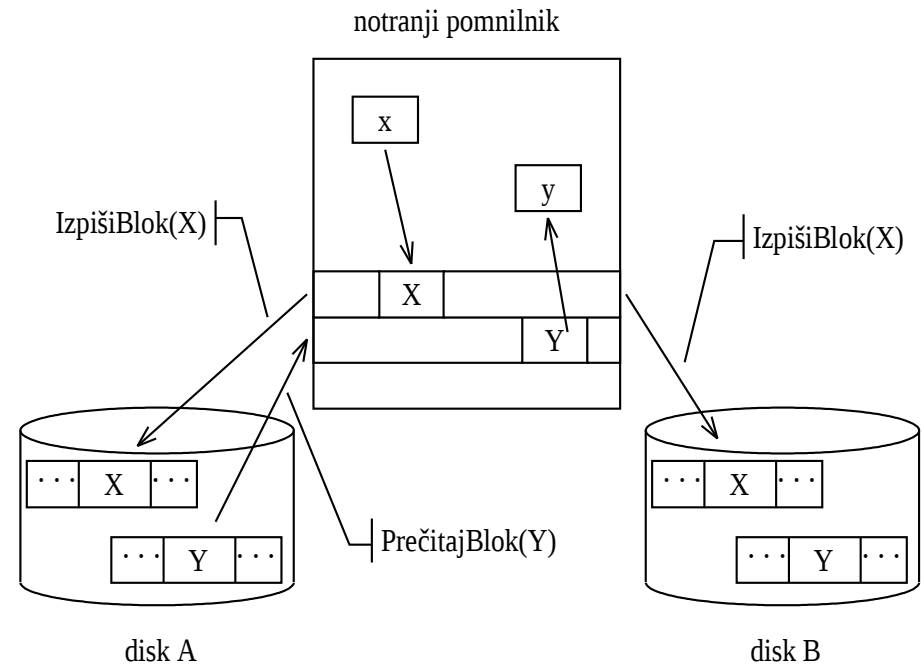 notranji pomnilnik
x
y
IzpišiBlok(X)
IzpišiBlok(X)
X
Y
... X ...
... X ...
... Y ...
... Y ...
PrečitajBlok(Y)
disk A
disk B